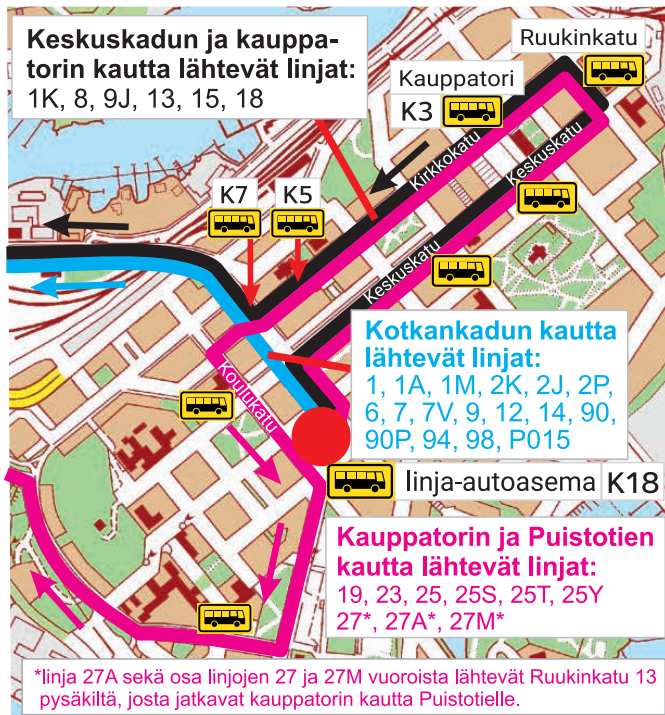 Keskuskadun ja kauppa-
torin kautta lähtevät linjat:
1K, 8, 9J, 13, 15, 18
Ruukinkatu
Kauppatori
K3
Kirkkokatu
Keskuskatu
K7
K5
Keskuskatu
Kotkankadun kautta
lähtevät linjat:
1, 1A, 1M, 2K, 2J, 2P,
6, 7, 7V, 9, 12, 14, 90,
90P, 94, 98, P015
Koulukatu
linja-autoasema K18
Kauppatorin ja Puistotien
kautta lähtevät linjat:
19, 23, 25, 25S, 25T, 25Y
27*, 27A*, 27M*
*linja 27A sekä osa linjojen 27 ja 27M vuoroista lähtevät Ruukinkatu 13
pysäkiltä, josta jatkavat kauppatorin kautta Puistotielle.